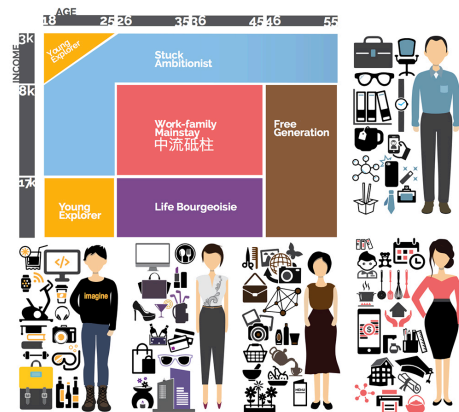 AGE
18 25 26 35 36 45 46 55
INCOME
3k
8k
17k
Young
Explorer
Stuck
Ambitionist
Work-family
Mainstay
中流砥柱
Free
Generation
Young
Explorer
Life Bourgeoisie
</>
imagine
$